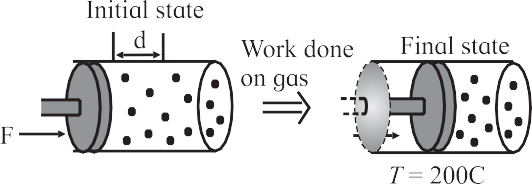 Initial state
d
F
Work done
on gas
Final state
T = 200C